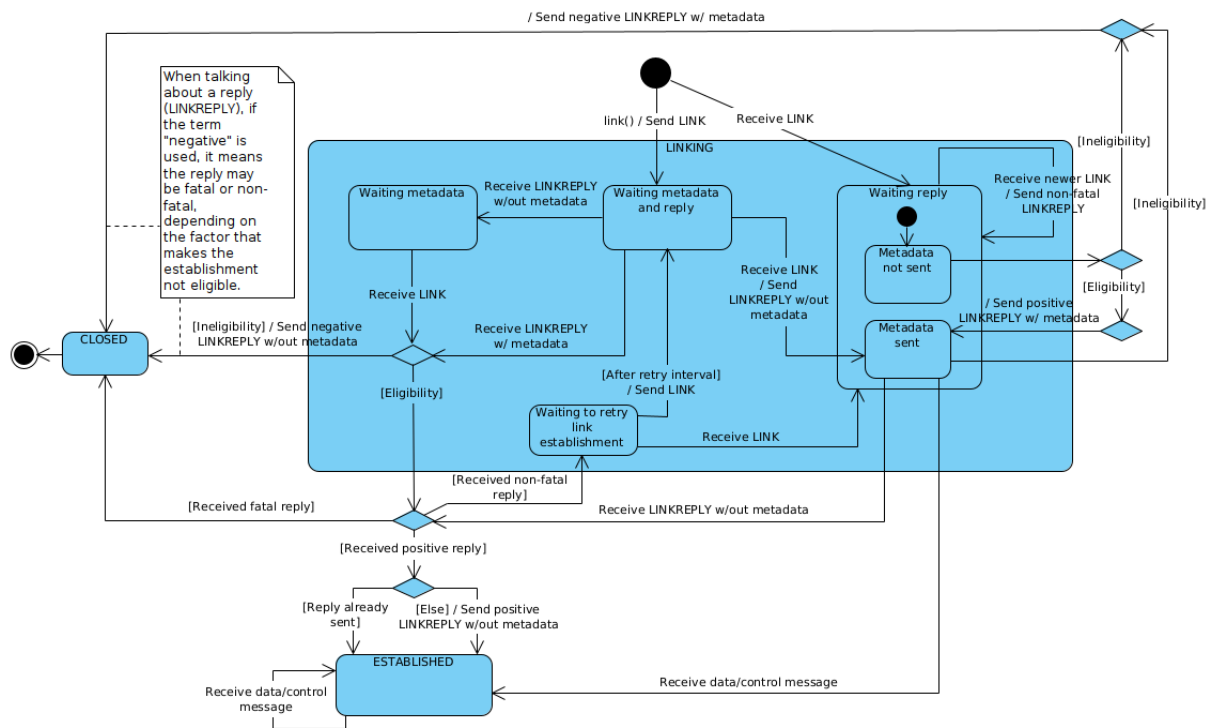 / Send negative LINKREPLY w/ metadata
When talking
about a reply
(LINKREPLY), if
the term
"negative" is
used, it means
the reply may
be fatal or non-
fatal,
depending on
the factor that
makes the
establishment
not eligible.
link() / Send LINK
Receive LINK
[Ineligibility]
[Ineligibility]
LINKING
Waiting metadata
Receive LINKREPLY
w/out metadata
Waiting metadata
and reply
Waiting reply
Receive newer LINK
/ Send non-fatal
LINKREPLY
Metadata
not sent
Receive LINK
Receive LINK
/ Send
LINKREPLY w/out
metadata
[Eligibility]
/ Send positive
LINKREPLY w/ metadata
Metadata
sent
CLOSED
[Ineligibility] / Send negative
LINKREPLY w/out metadata
Receive LINKREPLY
w/ metadata
[After retry interval]
/ Send LINK
[Eligibility]
Waiting to retry
link
establishment
Receive LINK
[Received non-fatal
reply]
[Received fatal reply]
Receive LINKREPLY w/out metadata
[Received positive reply]
[Reply already
sent]
[Else] / Send positive
LINKREPLY w/out metadata
ESTABLISHED
Receive data/control
message
Receive data/control message